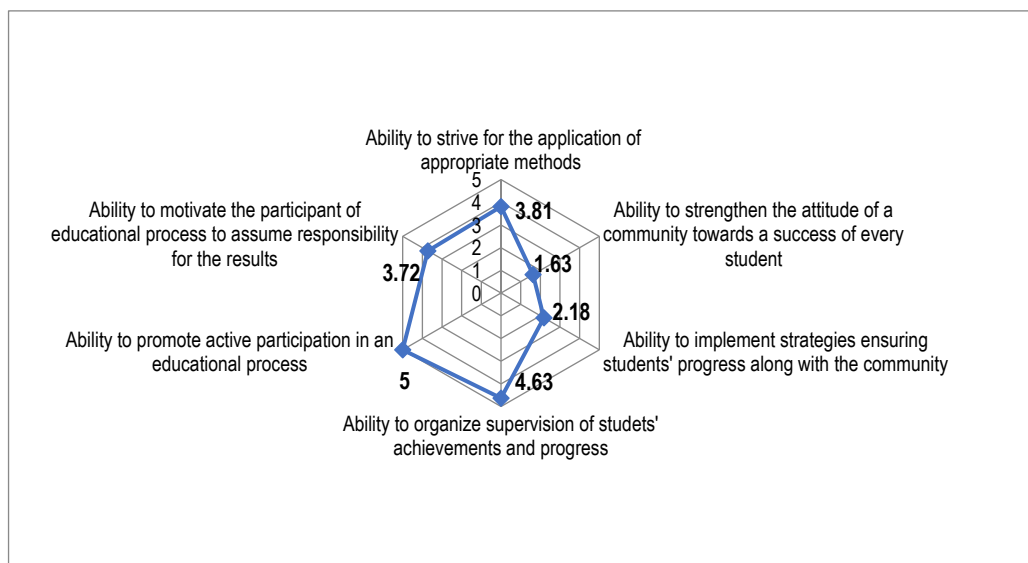 Ability to strive for the application of
appropriate methods
5
4
3
2
1
0
3.81
Ability to strengthen the attitude of a
community towards a success of every
student
1.63
2.18
Ability to implement strategies ensuring
students' progress along with the community
4.63
Ability to organize supervision of studets'
achievements and progress
Ability to promote active participation in an
educational process
5
Ability to motivate the participant of
educational process to assume responsibility
for the results
3.72